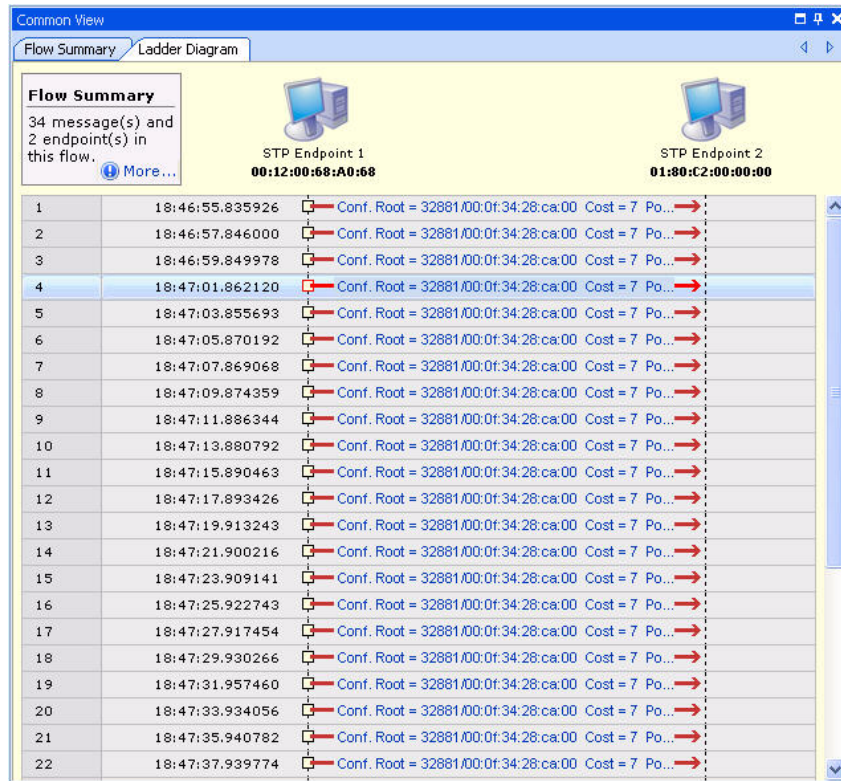 Common View
Flow Summary
Ladder Diagram
Flow Summary
34 message(s) and
2 endpoint(s) in
this flow.
More...
STP Endpoint 1
00:12:00:68:A0:68
STP Endpoint 2
01:80:C2:00:00:00
1 18:46:55.835926 Conf. Root = 32881/00:0f:34:28:ca:00 Cost = 7 Po...
2 18:46:57.846000 Conf. Root = 32881/00:0f:34:28:ca:00 Cost = 7 Po...
3 18:46:59.849978 Conf. Root = 32881/00:0f:34:28:ca:00 Cost = 7 Po...
4 18:47:01.862120 Conf. Root = 32881/00:0f:34:28:ca:00 Cost = 7 Po...
5 18:47:03.855693 Conf. Root = 32881/00:0f:34:28:ca:00 Cost = 7 Po...
6 18:47:05.870192 Conf. Root = 32881/00:0f:34:28:ca:00 Cost = 7 Po...
7 18:47:07.869068 Conf. Root = 32881/00:0f:34:28:ca:00 Cost = 7 Po...
8 18:47:09.874359 Conf. Root = 32881/00:0f:34:28:ca:00 Cost = 7 Po...
9 18:47:11.886344 Conf. Root = 32881/00:0f:34:28:ca:00 Cost = 7 Po...
10 18:47:13.880792 Conf. Root = 32881/00:0f:34:28:ca:00 Cost = 7 Po...
11 18:47:15.890463 Conf. Root = 32881/00:0f:34:28:ca:00 Cost = 7 Po...
12 18:47:17.893426 Conf. Root = 32881/00:0f:34:28:ca:00 Cost = 7 Po...
13 18:47:19.913243 Conf. Root = 32881/00:0f:34:28:ca:00 Cost = 7 Po...
14 18:47:21.900216 Conf. Root = 32881/00:0f:34:28:ca:00 Cost = 7 Po...
15 18:47:23.909141 Conf. Root = 32881/00:0f:34:28:ca:00 Cost = 7 Po...
16 18:47:25.922743 Conf. Root = 32881/00:0f:34:28:ca:00 Cost = 7 Po...
17 18:47:27.917454 Conf. Root = 32881/00:0f:34:28:ca:00 Cost = 7 Po...
18 18:47:29.930266 Conf. Root = 32881/00:0f:34:28:ca:00 Cost = 7 Po...
19 18:47:31.957460 Conf. Root = 32881/00:0f:34:28:ca:00 Cost = 7 Po...
20 18:47:33.934056 Conf. Root = 32881/00:0f:34:28:ca:00 Cost = 7 Po...
21 18:47:35.940782 Conf. Root = 32881/00:0f:34:28:ca:00 Cost = 7 Po...
22 18:47:37.939774 Conf. Root = 32881/00:0f:34:28:ca:00 Cost = 7 Po...